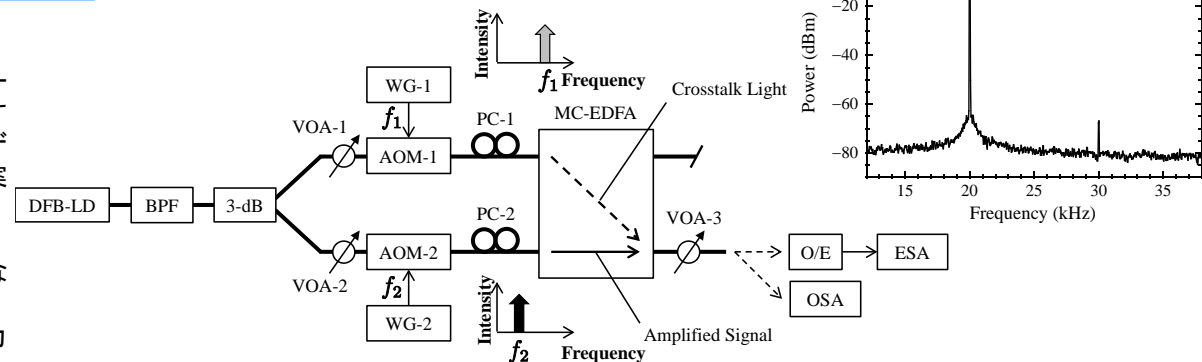 Intensity
f₁ Frequency
WG-1
f₁
VOA-1
AOM-1
PC-1
MC-EDFA
Crosstalk Light
DFB-LD
BPF
3-dB
VOA-2
AOM-2
PC-2
VOA-3
O/E
ESA
OSA
f₂
WG-2
Intensity
f₂ Frequency
Amplified Signal
Power (dBm)
−20
−40
−60
−80
15 20 25 30 35
Frequency (kHz)